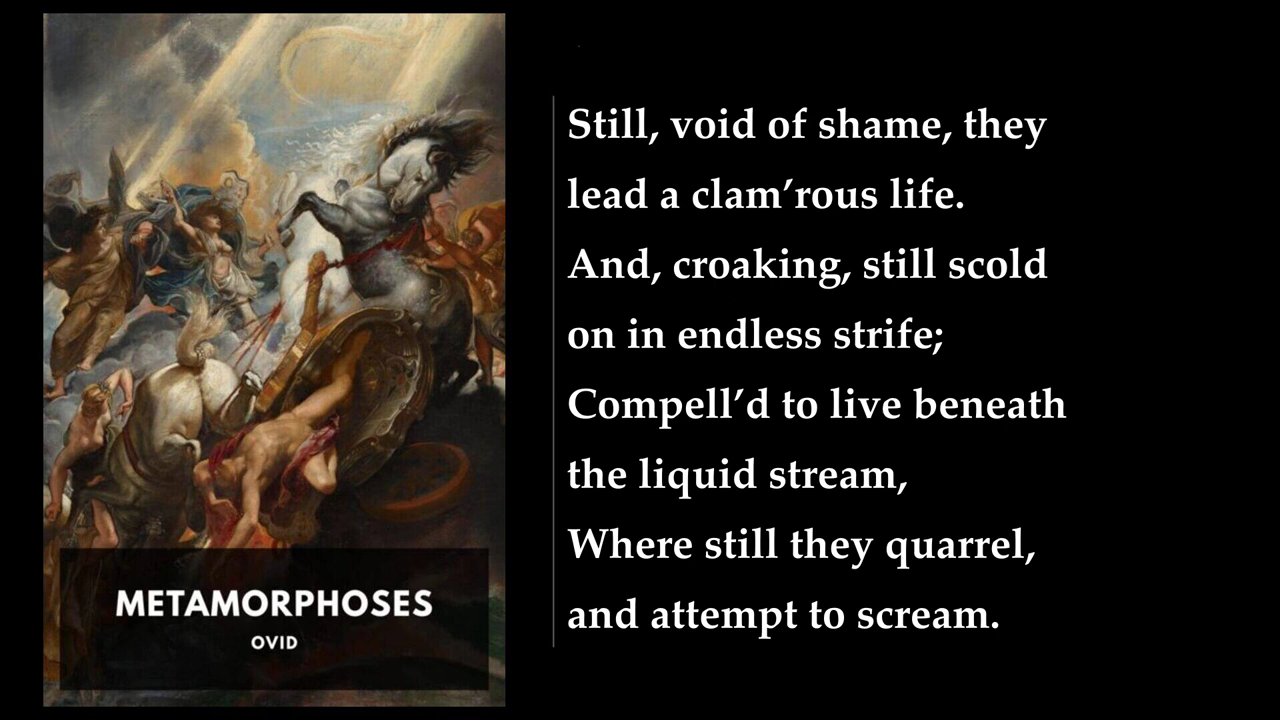 METAMORPHOSES
OVID
Still, void of shame, they
lead a clam’rous life.
And, croaking, still scold
on in endless strife;
Compell’d to live beneath
the liquid stream,
Where still they quarrel,
and attempt to scream.